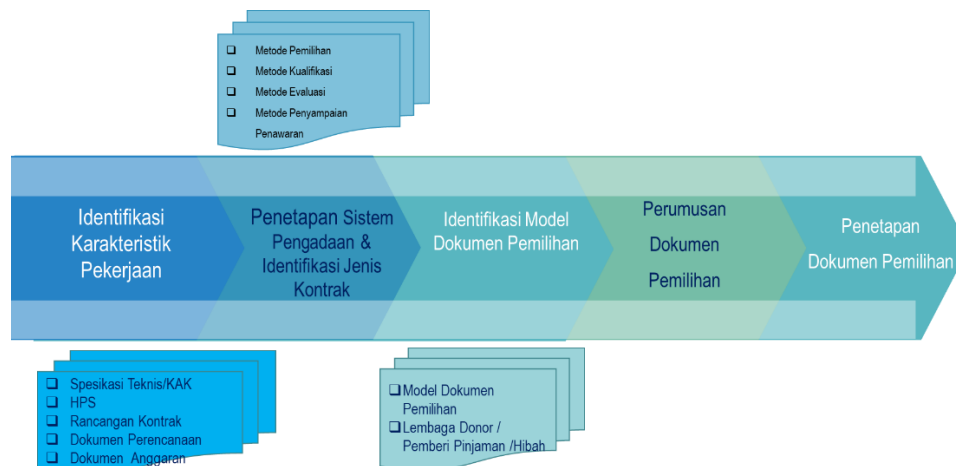 Metode Pemilihan
Metode Kualifikasi
Metode Evaluasi
Metode Penyampaian
Penawaran
Identifikasi
Karakteristik
Pekerjaan
Penetapan Sistem
Pengadaan &
Identifikasi Jenis
Kontrak
Identifikasi Model
Dokumen Pemilihan
Perumusan
Dokumen
Pemilihan
Penetapan
Dokumen Pemilihan
Spesikasi Teknis/KAK
HPS
Rancangan Kontrak
Dokumen Perencanaan
Dokumen Anggaran
Model Dokumen
Pemilihan
Lembaga Donor /
Pemberi Pinjaman /Hibah